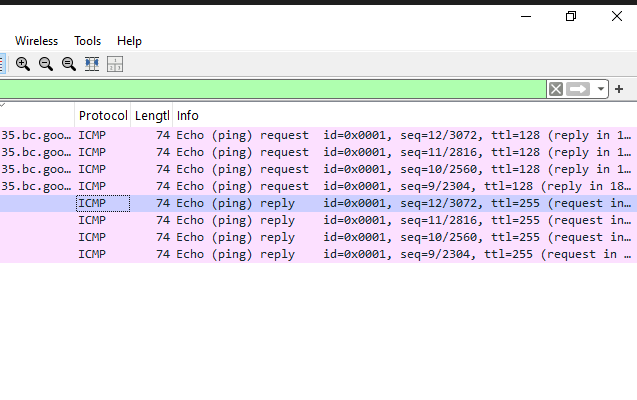 Wireless Tools Help
Protocol Lengtl Info
35.bc.goo… ICMP 74 Echo (ping) request id=0x0001, seq=12/3072, ttl=128 (reply in 1…
35.bc.goo… ICMP 74 Echo (ping) request id=0x0001, seq=11/2816, ttl=128 (reply in 1…
35.bc.goo… ICMP 74 Echo (ping) request id=0x0001, seq=10/2560, ttl=128 (reply in 1…
35.bc.goo… ICMP 74 Echo (ping) request id=0x0001, seq=9/2304, ttl=128 (reply in 18…
ICMP 74 Echo (ping) reply id=0x0001, seq=12/3072, ttl=255 (request in…
ICMP 74 Echo (ping) reply id=0x0001, seq=11/2816, ttl=255 (request in…
ICMP 74 Echo (ping) reply id=0x0001, seq=10/2560, ttl=255 (request in…
ICMP 74 Echo (ping) reply id=0x0001, seq=9/2304, ttl=255 (request in …